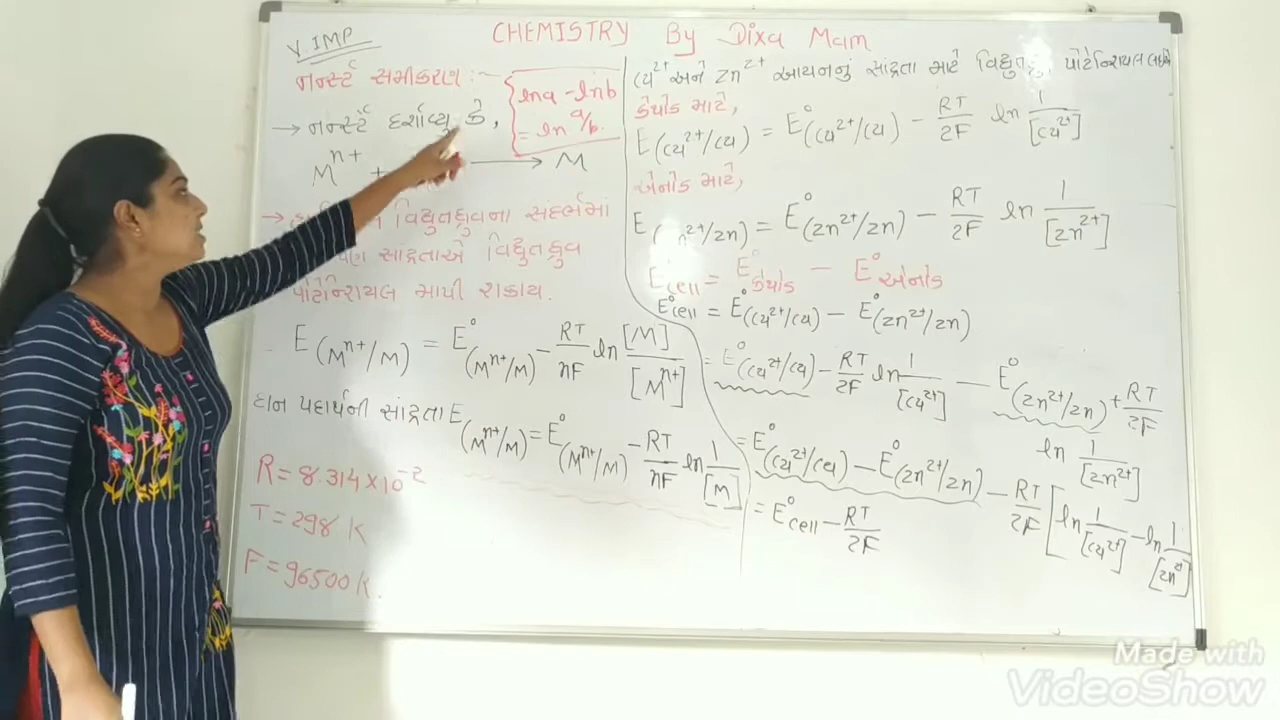 V. IMP
CHEMISTRY By Dixa Mam
નર્ન્સ્ટ સમીકરણ :-
{ lna - lnb
= ln a/b.
→ નર્ન્સ્ટે દર્શાવ્યુ કે,
Mⁿ⁺ + ⟶ M
→ વિદ્યુતધ્રુવના સંદર્ભમાં
સાંદ્રતાએ વિદ્યુતધ્રુવ
પોટેન્શિયલ માપી શકાય.
E(Mⁿ⁺/M) = E°(Mⁿ⁺/M) - RT/nF ln [M]/[Mⁿ⁺]
ઘન પદાર્થની સાંદ્રતા E(Mⁿ⁺/M) = E°(Mⁿ⁺/M) - RT/nF ln 1/[M]
R = 8.314 × 10⁻²
T = 298 K
F = 96500 K.
Cu²⁺ અને Zn²⁺ આયનનું સાંદ્રતા માટે પોટેન્શિયલ
કેથોડ માટે,
E(Cu²⁺/Cu) = E°(Cu²⁺/Cu) - RT/2F ln 1/[Cu²⁺]
એનોડ માટે,
E(Zn²⁺/Zn) = E°(Zn²⁺/Zn) - RT/2F ln 1/[Zn²⁺]
E°cell = E°કેથોડ - E°એનોડ
E°cell = E°(Cu²⁺/Cu) - E°(Zn²⁺/Zn)
= E°(Cu²⁺/Cu) - RT/2F ln 1/[Cu²⁺] - E°(Zn²⁺/Zn) + RT/2F
ln 1/[Zn²⁺]
= E°(Cu²⁺/Cu) - E°(Zn²⁺/Zn) - RT/2F [ln 1/[Cu²⁺] - ln 1/[Zn²⁺]
= E°cell - RT/2F
Made with
VideoShow